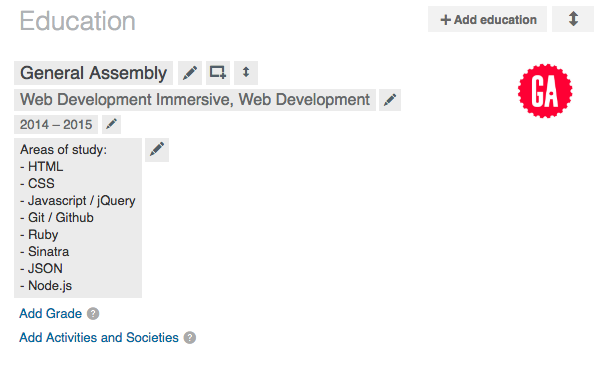 Education
+ Add education
General Assembly
Web Development Immersive, Web Development
2014 – 2015
GA
Areas of study:
- HTML
- CSS
- Javascript / jQuery
- Git / Github
- Ruby
- Sinatra
- JSON
- Node.js
Add Grade ?
Add Activities and Societies ?